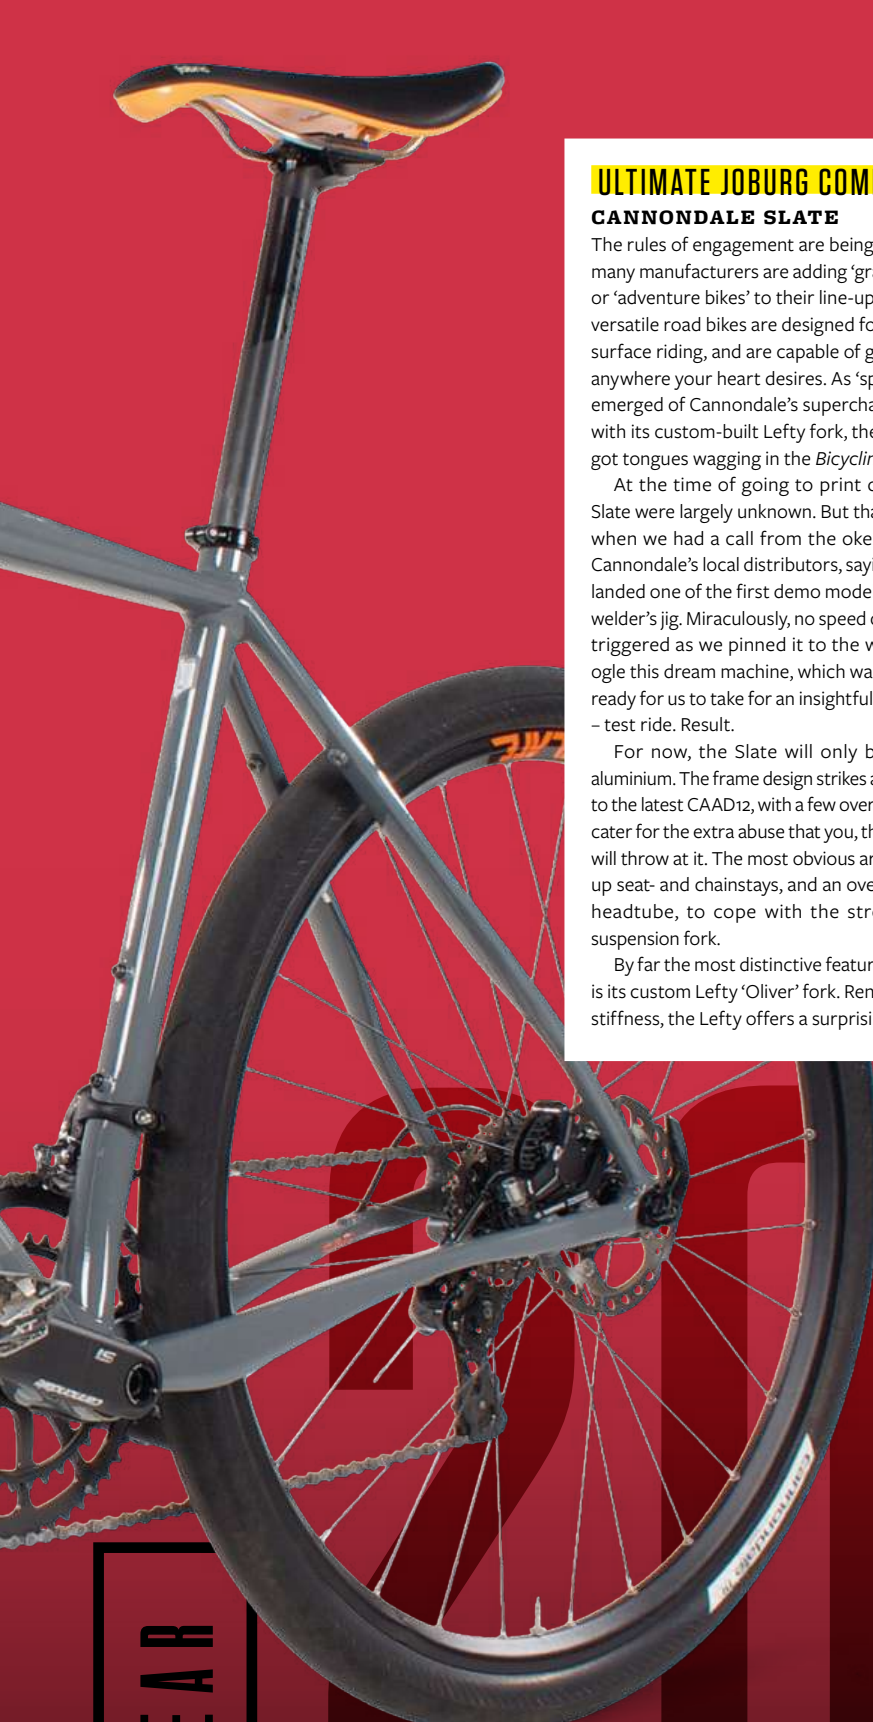 ULTIMATE JOBURG COM
CANNONDALE SLATE
The rules of engagement are being
many manufacturers are adding ‘gr
or ‘adventure bikes’ to their line-up
versatile road bikes are designed fo
surface riding, and are capable of g
anywhere your heart desires. As ‘sp
emerged of Cannondale’s supercha
with its custom-built Lefty fork, the
got tongues wagging in the Bicyclin
At the time of going to print d
Slate were largely unknown. But tha
when we had a call from the oke
Cannondale’s local distributors, sayi
landed one of the first demo mode
welder’s jig. Miraculously, no speed
triggered as we pinned it to the w
ogle this dream machine, which wa
ready for us to take for an insightful
– test ride. Result.
For now, the Slate will only b
aluminium. The frame design strikes a
to the latest CAAD12, with a few over
cater for the extra abuse that you, th
will throw at it. The most obvious ar
up seat- and chainstays, and an ove
headtube, to cope with the stre
suspension fork.
By far the most distinctive featur
is its custom Lefty ‘Oliver’ fork. Ren
stiffness, the Lefty offers a surprisi
SI
cannondale
20
EAR